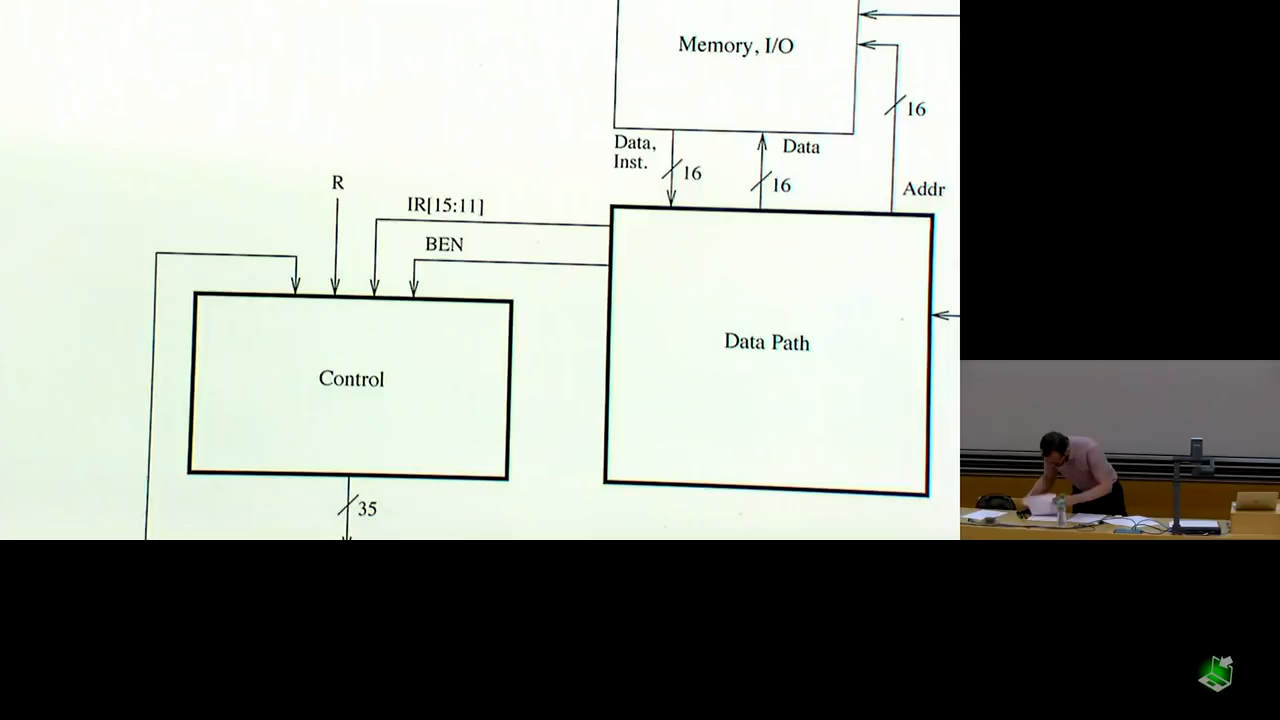 Memory, I/O
16
Data,
Inst.
16
Data
16
Addr
R
IR[15:11]
BEN
Data Path
Control
35